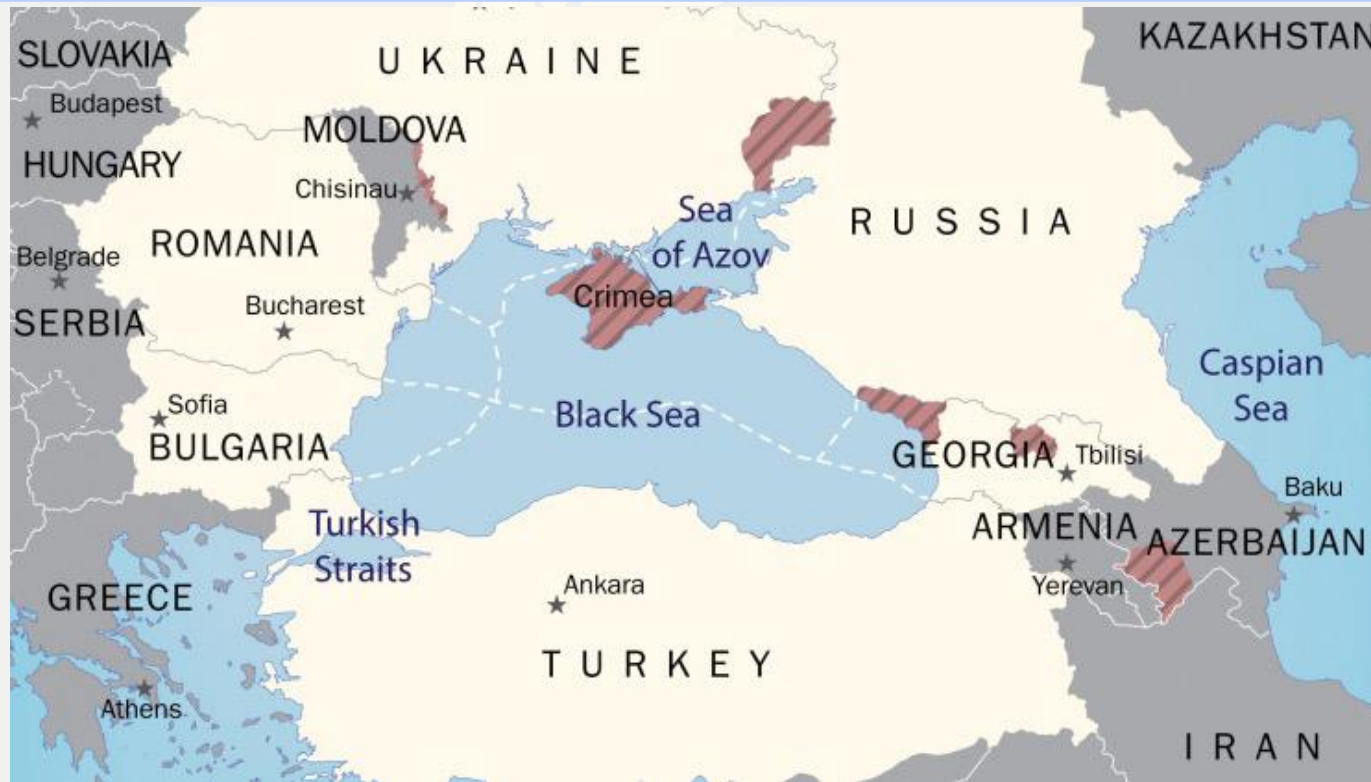 KAZAKHSTAN
SLOVAKIA
UKRAINE
Budapest
MOLDOVA
HUNGARY
Chisinau
Sea
of Azov
RUSSIA
ROMANIA
Belgrade
Crimea
Bucharest
SERBIA
Caspian
Sea
Sofia
Black Sea
BULGARIA
GEORGIA
Tbilisi
Baku
Turkish
Straits
ARMENIA
AZERBAIJAN
Ankara
Yerevan
GREECE
TURKEY
Athens
IRAN